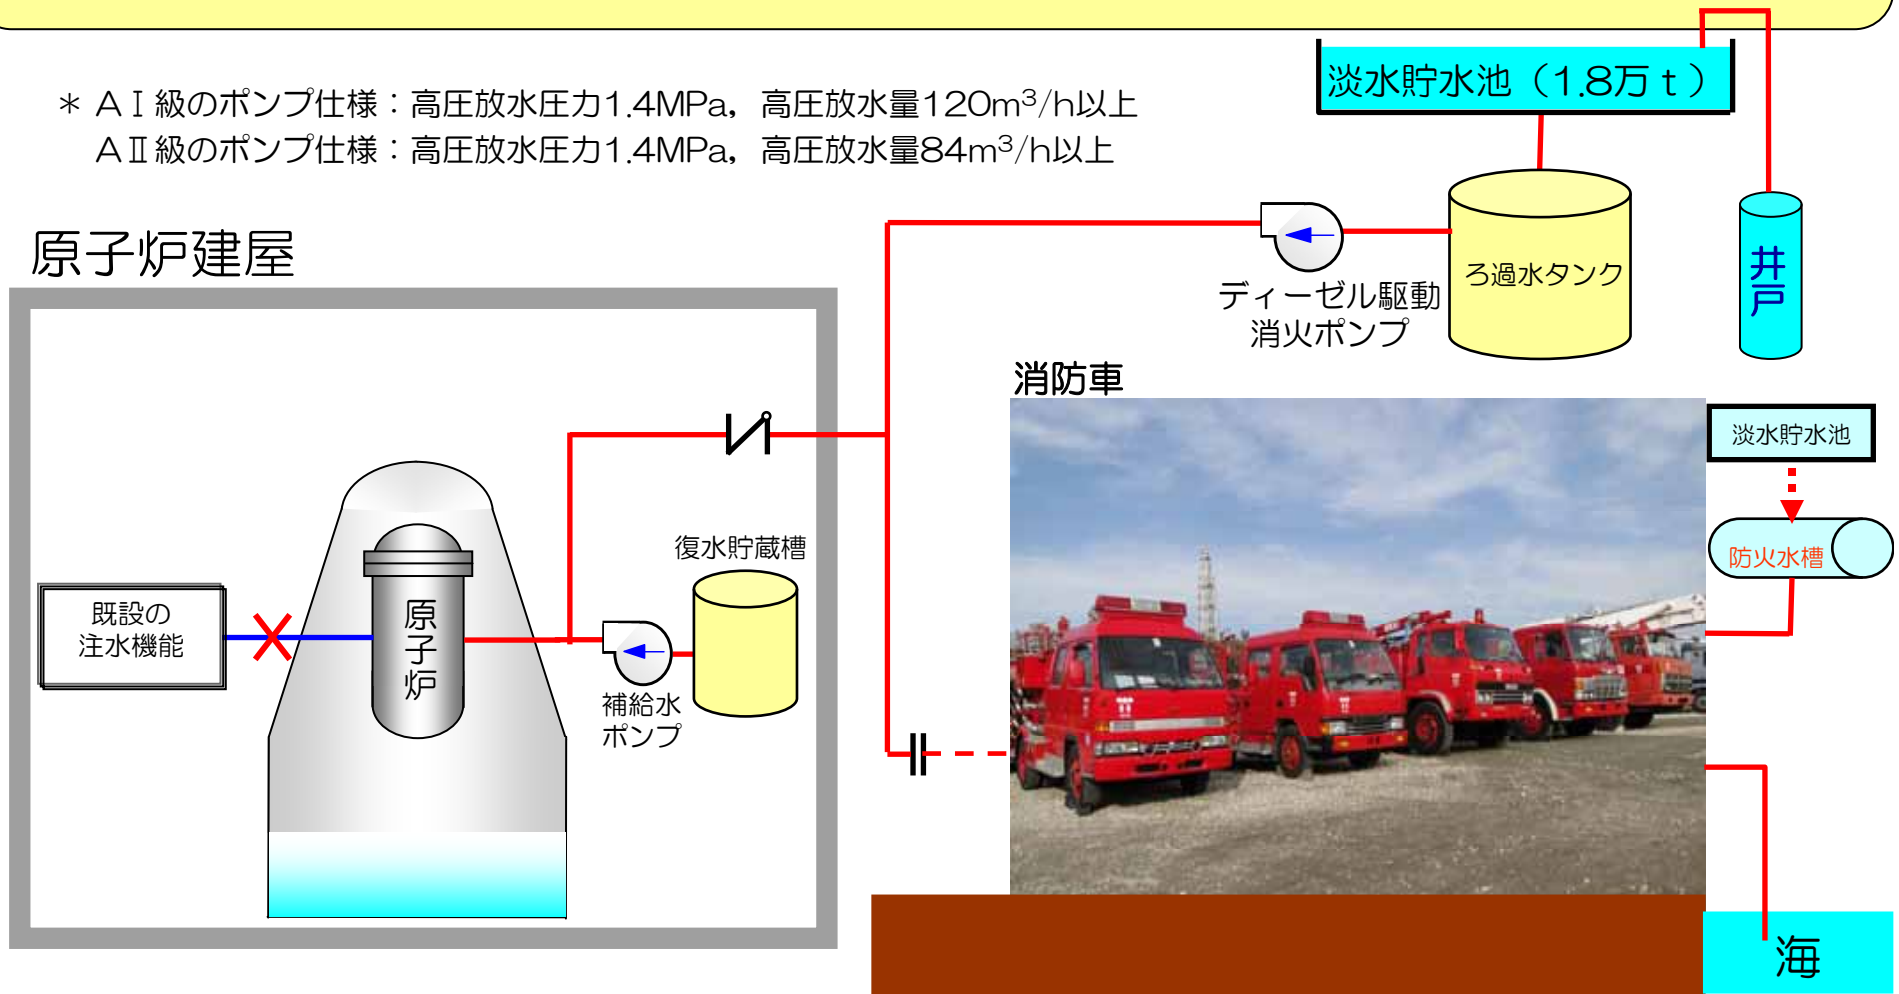 ＊ＡⅠ級のポンプ仕様：高圧放水圧力1.4MPa，高圧放水量120m³/h以上
ＡⅡ級のポンプ仕様：高圧放水圧力1.4MPa，高圧放水量84m³/h以上
淡水貯水池（1.8万ｔ）
原子炉建屋
ろ過水タンク
井戸
ディーゼル駆動
消火ポンプ
消防車
淡水貯水池
防火水槽
復水貯蔵槽
既設の
注水機能
原子炉
補給水
ポンプ
海